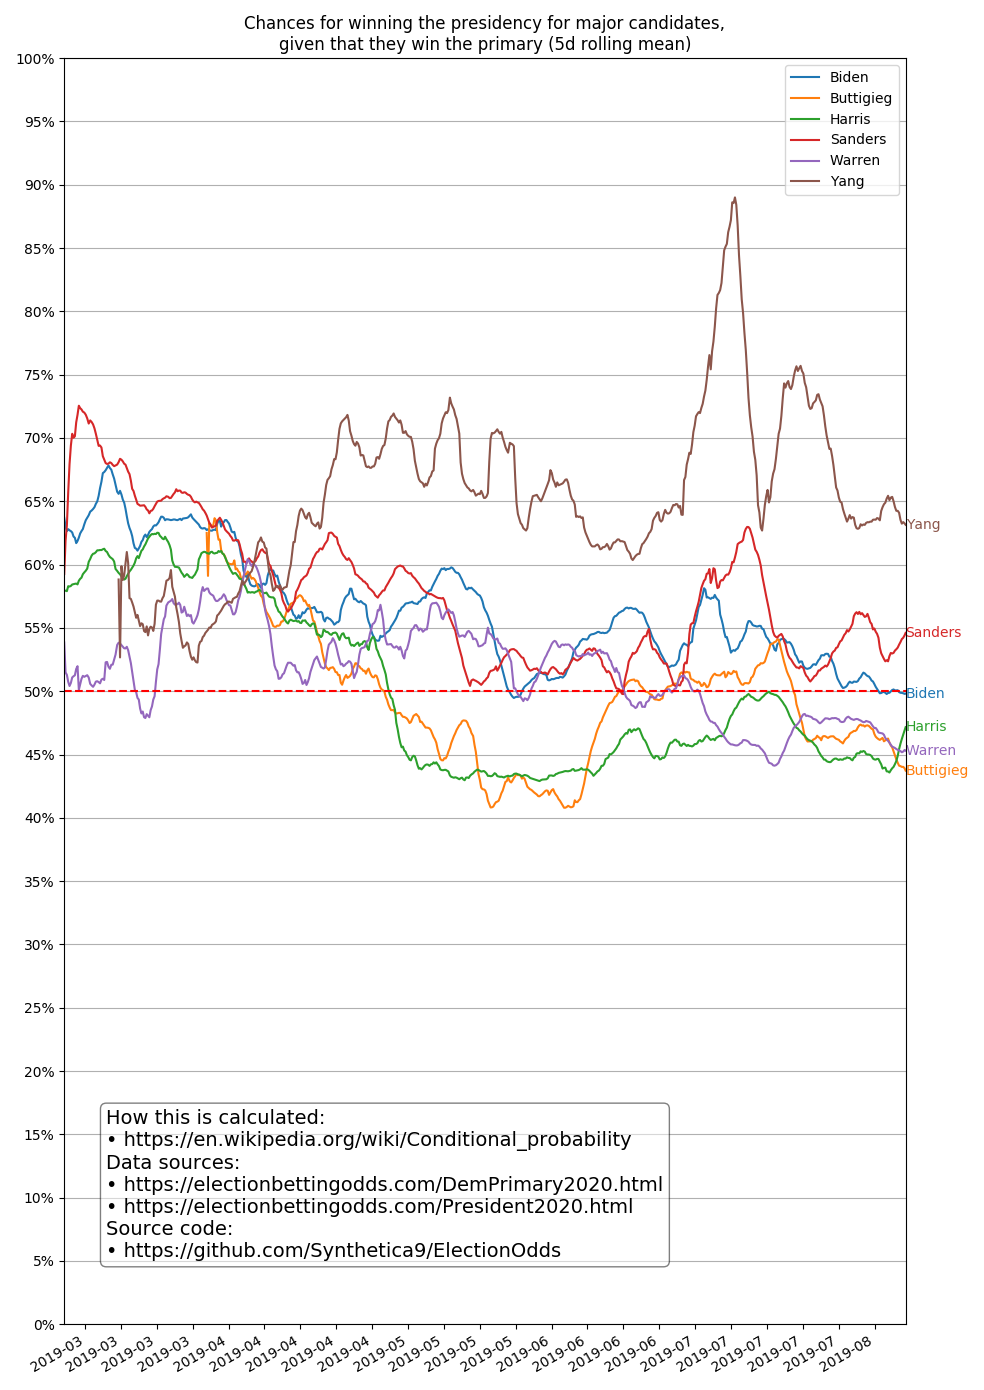 Chances for winning the presidency for major candidates,
given that they win the primary (5d rolling mean)
100%
95%
90%
85%
80%
75%
70%
65%
60%
55%
50%
45%
40%
35%
30%
25%
20%
15%
10%
5%
0%
Biden
Buttigieg
Harris
Sanders
Warren
Yang
Yang
Sanders
Biden
Harris
Warren
Buttigieg
How this is calculated:
• https://en.wikipedia.org/wiki/Conditional_probability
Data sources:
• https://electionbettingodds.com/DemPrimary2020.html
• https://electionbettingodds.com/President2020.html
Source code:
• https://github.com/Synthetica9/ElectionOdds
2019-03
2019-03
2019-03
2019-03
2019-04
2019-04
2019-04
2019-04
2019-04
2019-05
2019-05
2019-05
2019-05
2019-06
2019-06
2019-06
2019-06
2019-07
2019-07
2019-07
2019-07
2019-07
2019-08